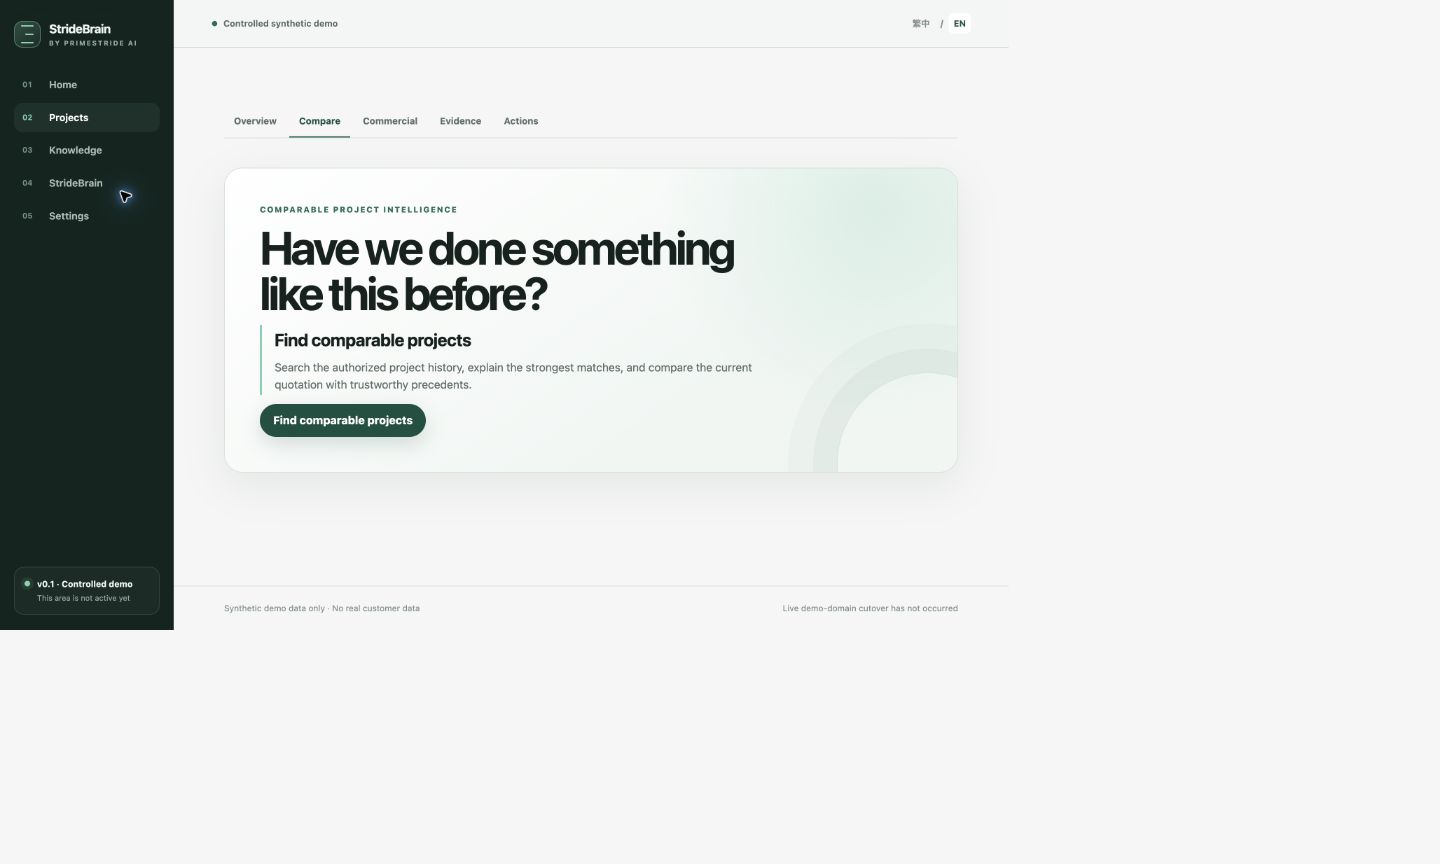 StrideBrain
BY PRIMESTRIDE AI
01 Home
02 Projects
03 Knowledge
04 StrideBrain
05 Settings
v0.1 · Controlled demo
This area is not active yet
Controlled synthetic demo
繁中 / EN
Overview Compare Commercial Evidence Actions
COMPARABLE PROJECT INTELLIGENCE
Have we done something
like this before?
Find comparable projects
Search the authorized project history, explain the strongest matches, and compare the current
quotation with trustworthy precedents.
Find comparable projects
Synthetic demo data only · No real customer data
Live demo-domain cutover has not occurred